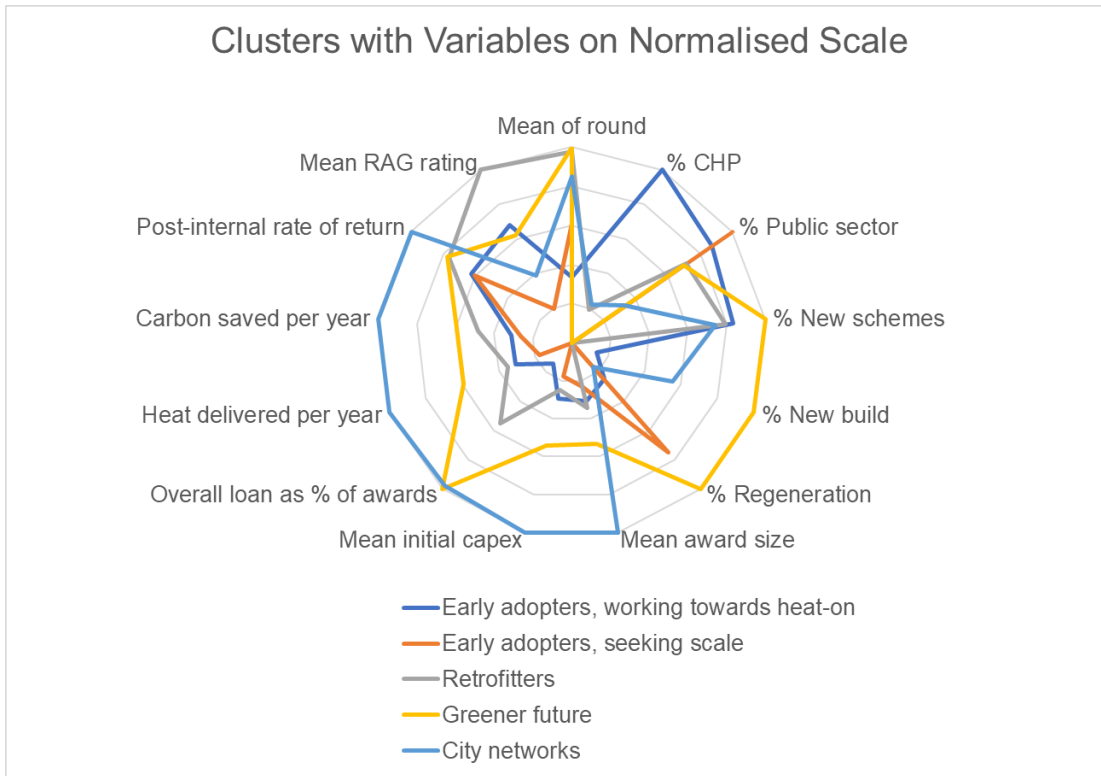 Clusters with Variables on Normalised Scale
Mean of round
% CHP
% Public sector
% New schemes
% New build
% Regeneration
Mean award size
Mean initial capex
Overall loan as % of awards
Heat delivered per year
Carbon saved per year
Post-internal rate of return
Mean RAG rating
Early adopters, working towards heat-on
Early adopters, seeking scale
Retrofitters
Greener future
City networks